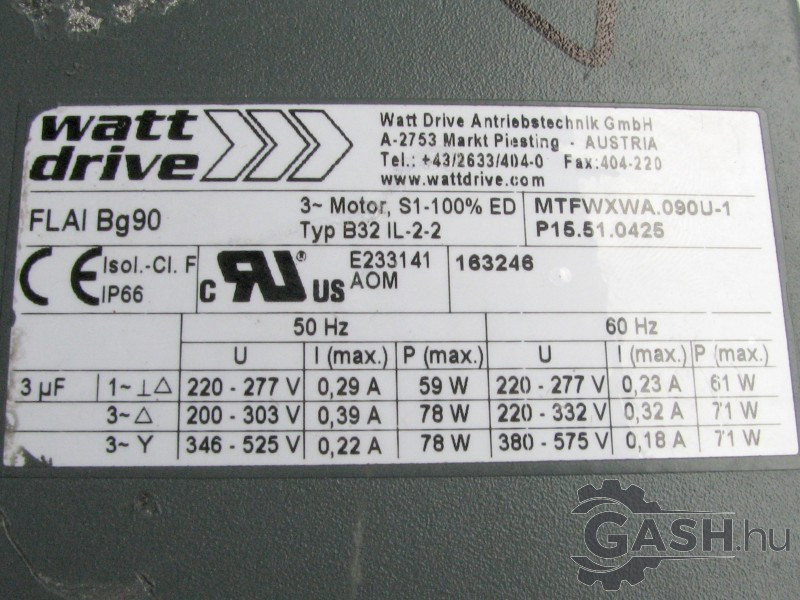 watt drive
Watt Drive Antriebstechnik GmbH
A-2753 Markt Piesting - AUSTRIA
Tel.: +43/2633/404-0 Fax:404-220
www.wattdrive.com
FLAI Bg90
3~ Motor, S1-100% ED
Typ B32 IL-2-2
MTFWXWA.090U-1
P15.51.0425
CE Isol.-Cl. F
IP66
c RU US
E233141
AOM
163246
50 Hz 60 Hz
U I (max.) P (max.) U I (max.) P (max.)
3 µF 1~ ⊥ △ 220 - 277 V 0,29 A 59 W 220 - 277 V 0,23 A 61 W
3~ △ 200 - 303 V 0,39 A 78 W 220 - 332 V 0,32 A 71 W
3~ Y 346 - 525 V 0,22 A 78 W 380 - 575 V 0,18 A 71 W
GASH.hu